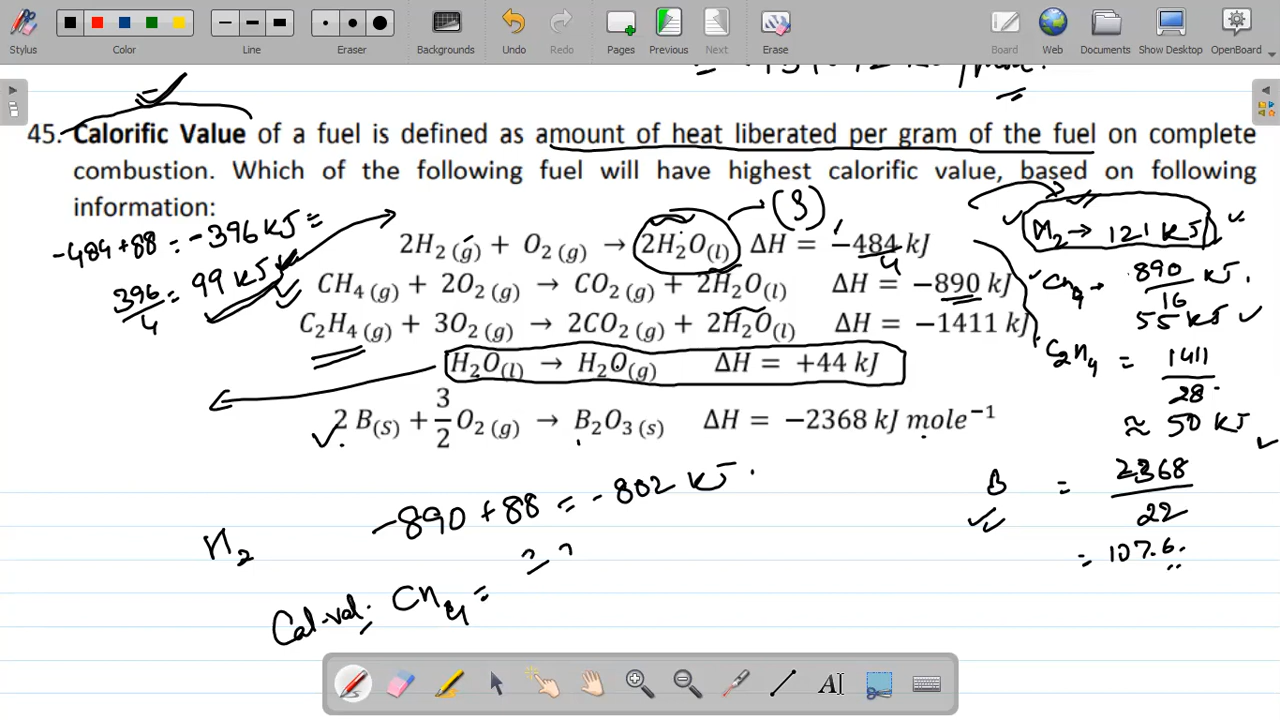 Stylus Color Line Eraser Backgrounds Undo Redo Pages Previous Next Erase Board Web Documents Show Desktop OpenBoard
45. Calorific Value of a fuel is defined as amount of heat liberated per gram of the fuel on complete
combustion. Which of the following fuel will have highest calorific value, based on following
information:
-484+88 = -396 KJ =
396/4 = 99 KJ
(g)
2H₂ (g) + O₂ (g) → 2H₂O(l) ΔH = −484 kJ
4
CH₄ (g) + 2O₂ (g) → CO₂ (g) + 2H₂O(l) ΔH = −890 kJ
C₂H₄ (g) + 3O₂ (g) → 2CO₂ (g) + 2H₂O(l) ΔH = −1411 kJ
H₂O(l) → H₂O(g) ΔH = +44 kJ
2 B(S) + 3/2 O₂ (g) → B₂O₃ (s) ΔH = −2368 kJ mole⁻¹
H₂ → 121 KJ
CH₄ → 890/16 KJ.
55 KJ
C₂H₄ = 1411/28
≈ 50 KJ
B = 2368/22
= 107.6.
-890 + 88 = -802 KJ.
H₂
Cal.val. CH₄ =
A